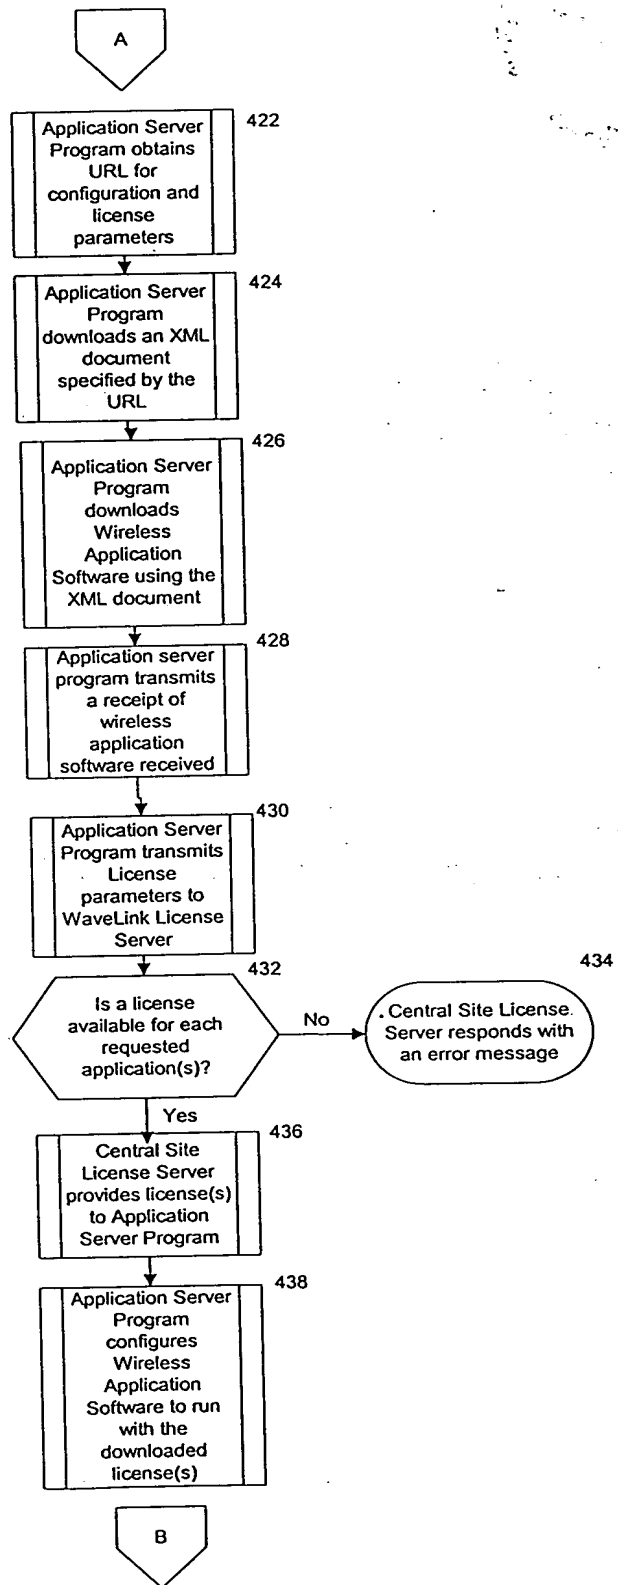 A
422
Application Server
Program obtains
URL for
configuration and
license
parameters
424
Application Server
Program
downloads an XML
document
specified by the
URL
426
Application Server
Program
downloads
Wireless
Application
Software using the
XML document
428
Application server
program transmits
a receipt of
wireless
application
software received
430
Application Server
Program transmits
License
parameters to
WaveLink License
Server
432
Is a license
available for each
requested
application(s)?
No
434
Central Site License
Server responds with
an error message
Yes
436
Central Site
License Server
provides license(s)
to Application
Server Program
438
Application Server
Program
configures
Wireless
Application
Software to run
with the
downloaded
license(s)
B